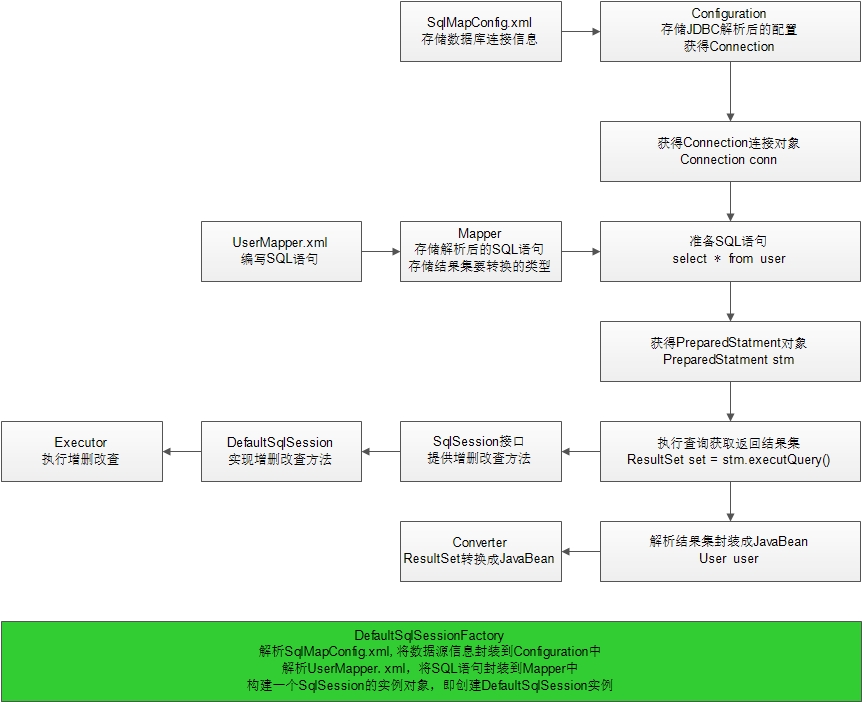 SqlMapConfig.xml
存储数据库连接信息
Configuration
存储JDBC解析后的配置
获得Connection
获得Connection连接对象
Connection conn
UserMapper.xml
编写SQL语句
Mapper
存储解析后的SQL语句
存储结果集要转换的类型
准备SQL语句
select * from user
获得PreparedStatment对象
PreparedStatment stm
Executor
执行增删改查
DefaultSqlSession
实现增删改查方法
SqlSession接口
提供增删改查方法
执行查询获取返回结果集
ResultSet set = stm.executQuery()
Converter
ResultSet转换成JavaBean
解析结果集封装成JavaBean
User user
DefaultSqlSessionFactory
解析SqlMapConfig.xml, 将数据源信息封装到Configuration中
解析UserMapper. xml，将SQL语句封装到Mapper中
构建一个SqlSession的实例对象，即创建DefaultSqlSession实例